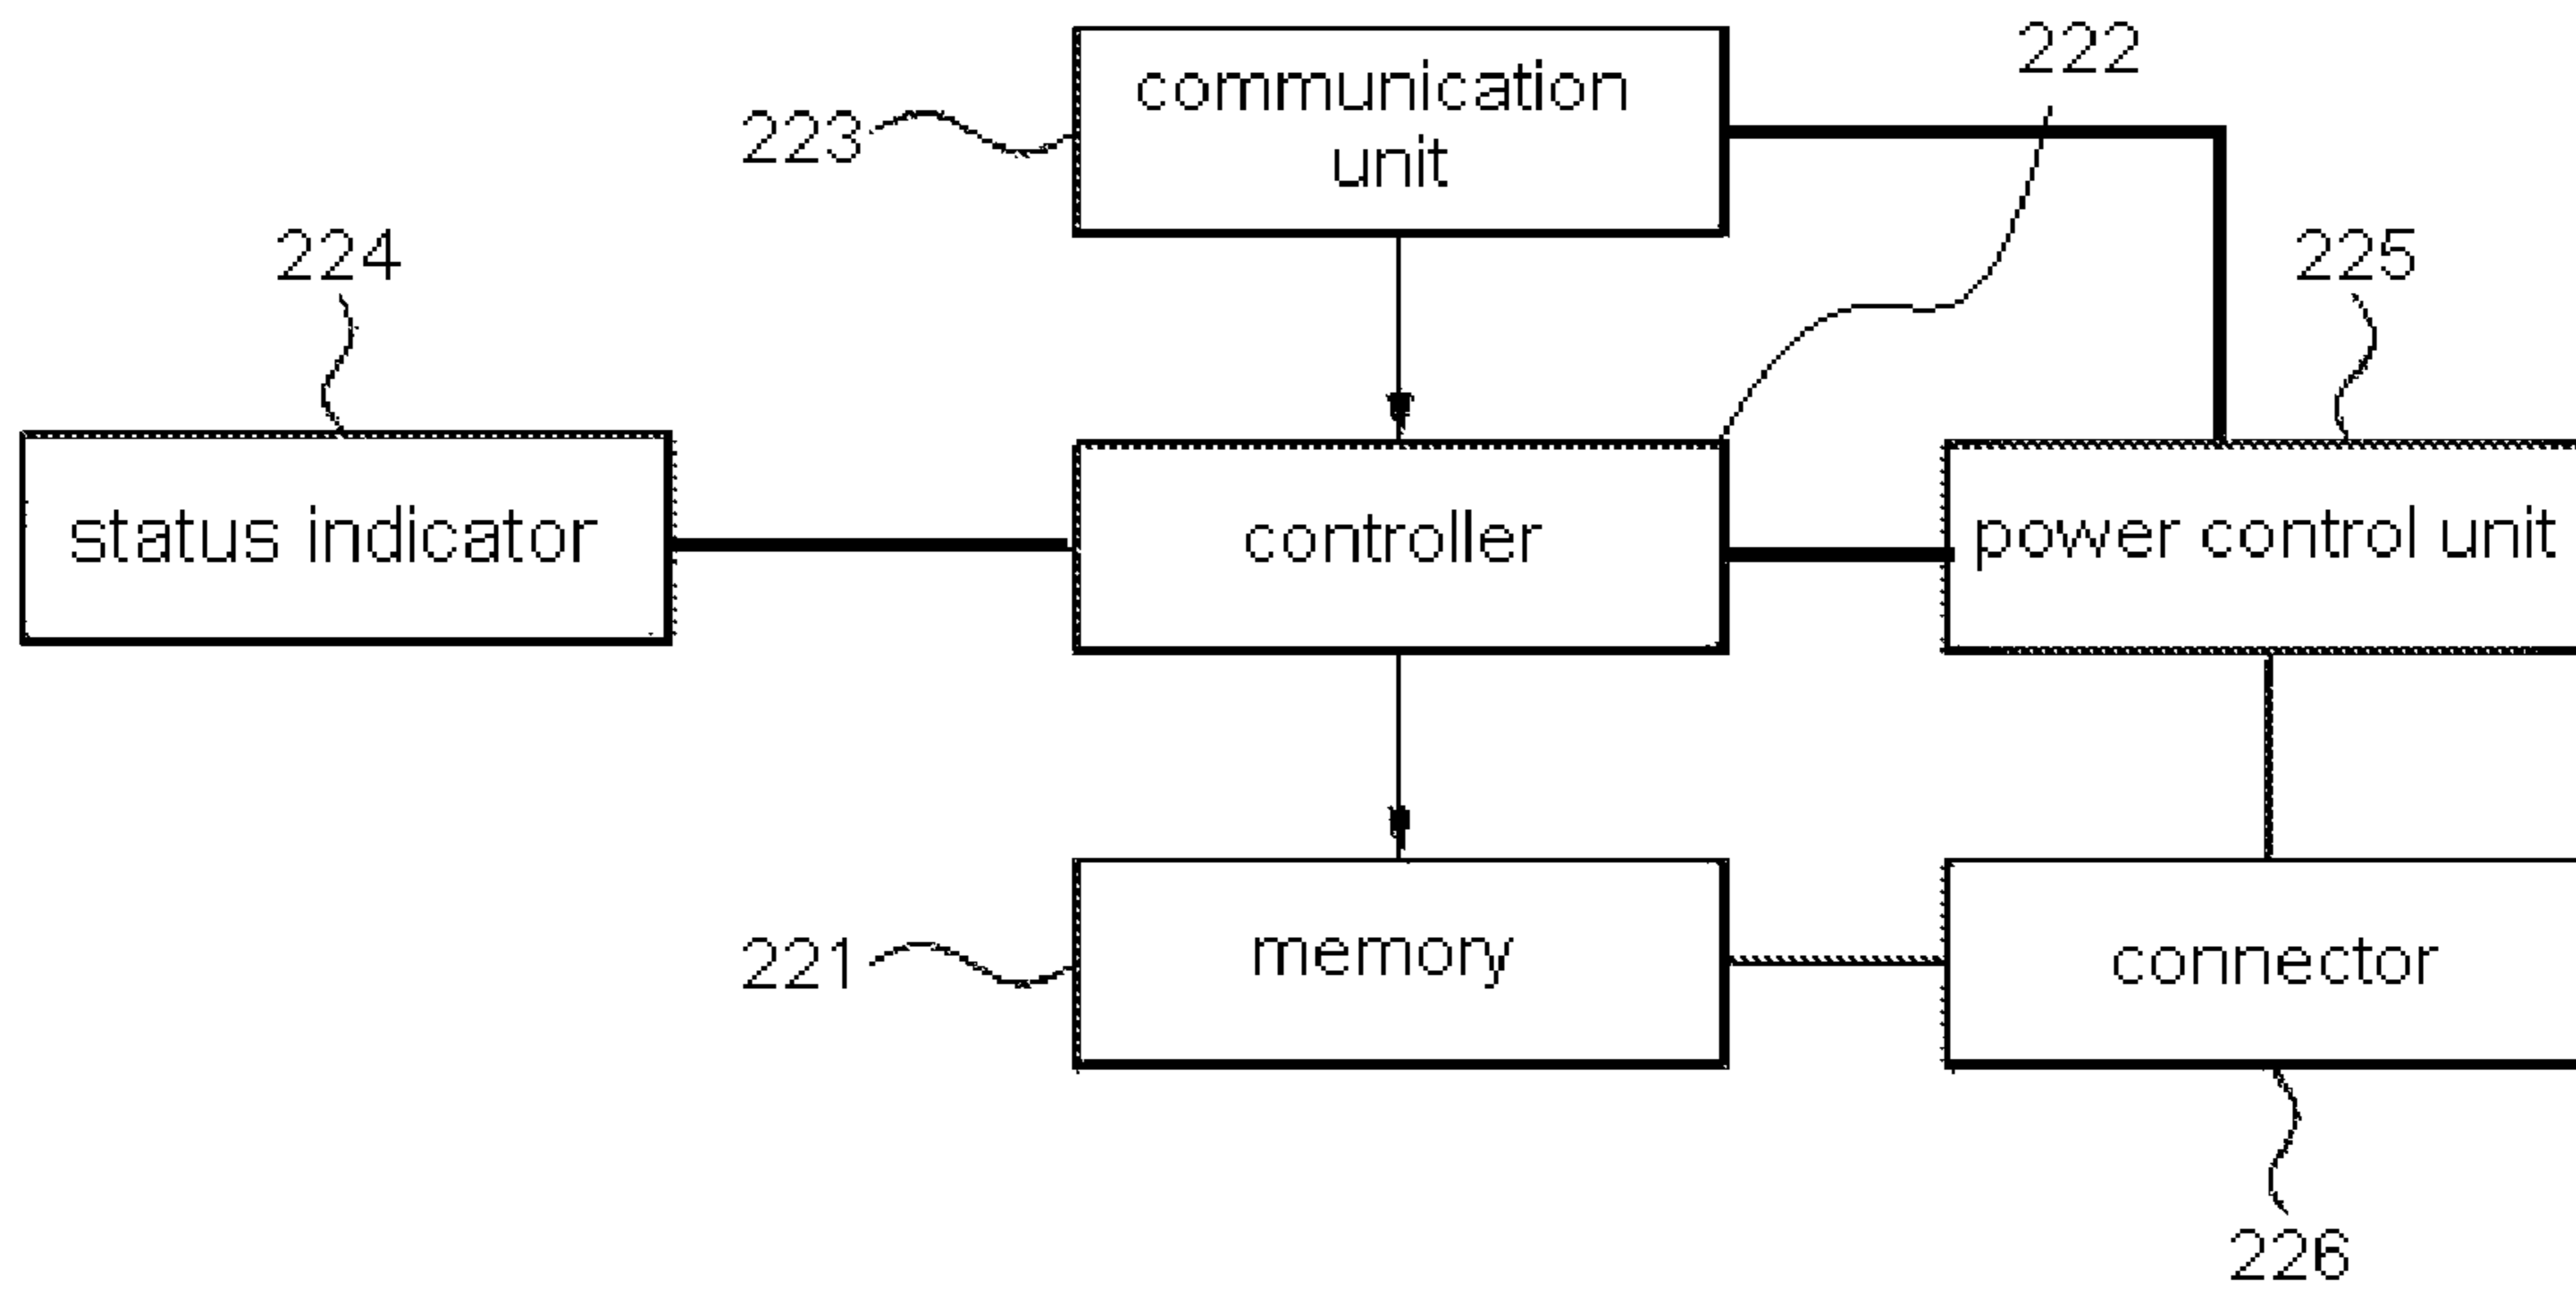 222
communication
unit
223
224
225
status indicator
controller
power control unit
221
memory
connector
226